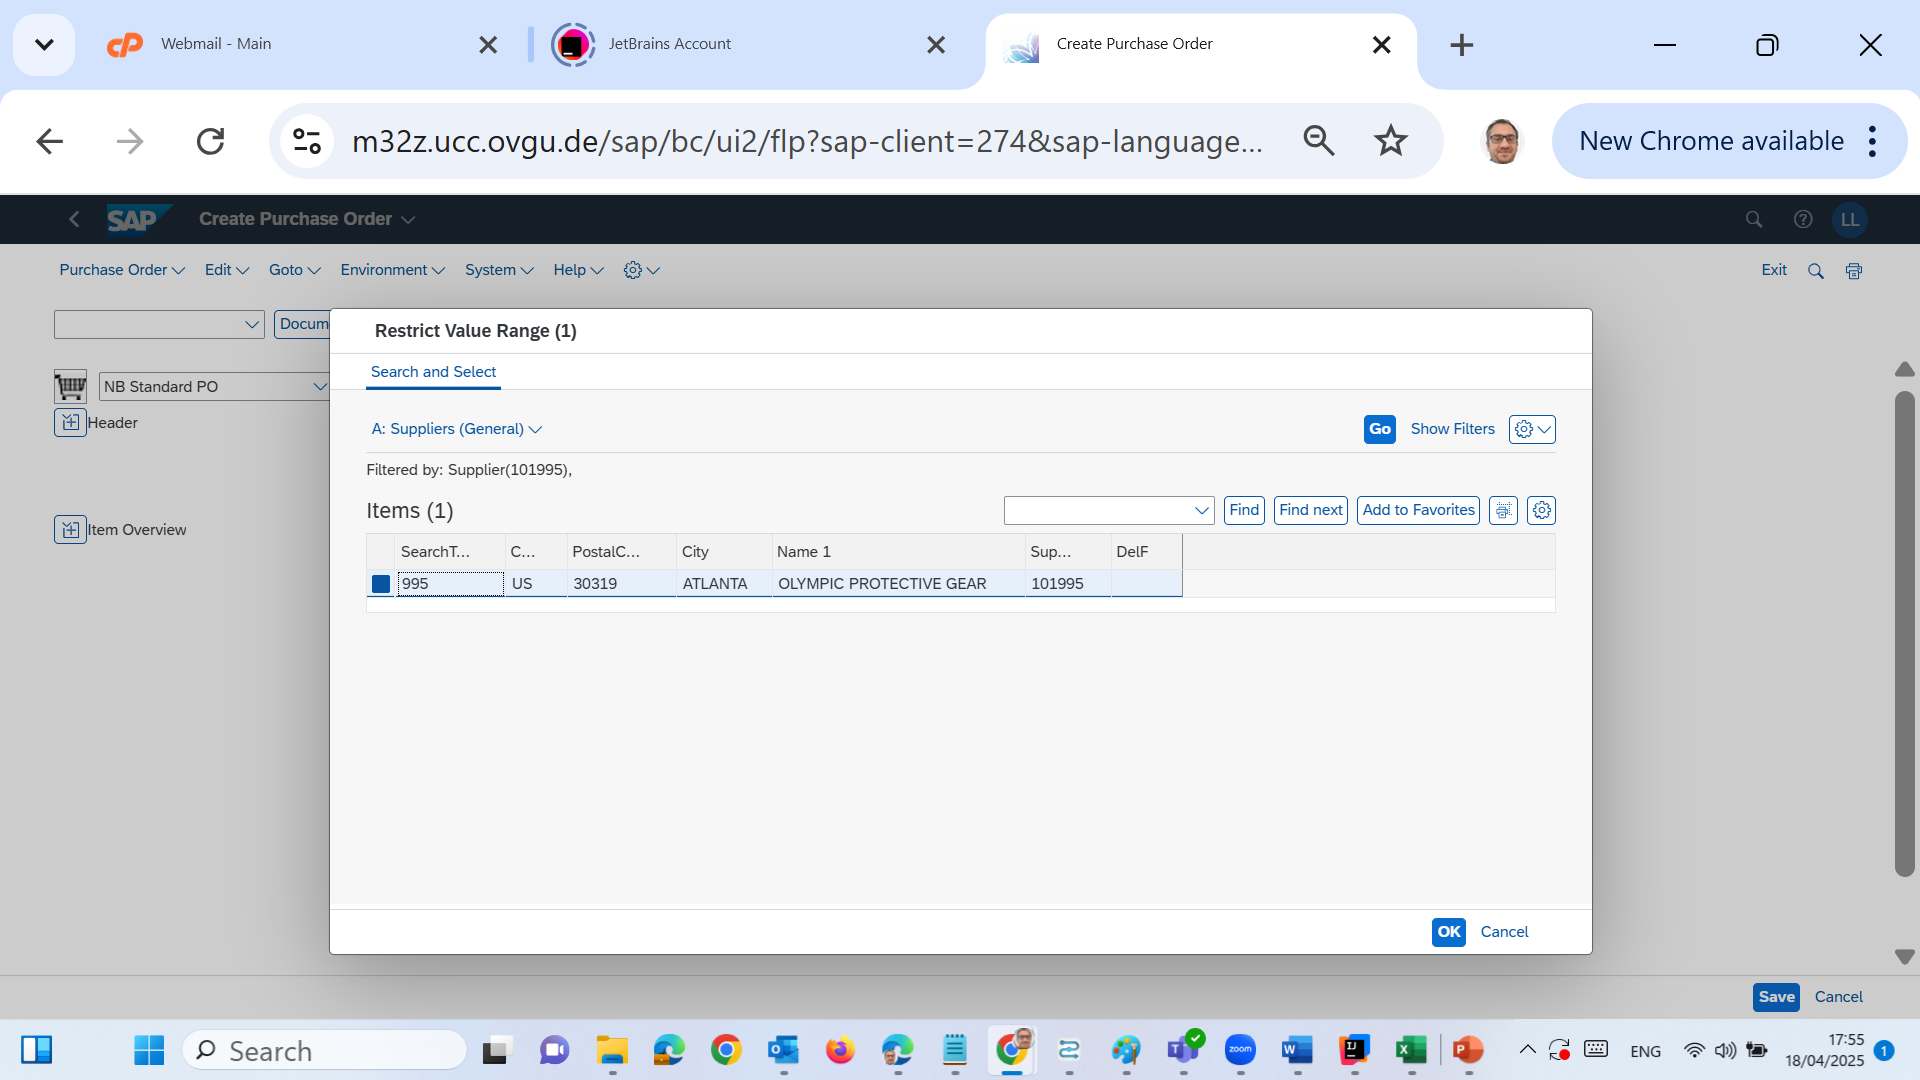 Webmail - Main
JetBrains Account
Create Purchase Order
m32z.ucc.ovgu.de/sap/bc/ui2/flp?sap-client=274&sap-language...
New Chrome available
SAP
Create Purchase Order
LL
Purchase Order
Edit
Goto
Environment
System
Help
Exit
Docum
NB Standard PO
Header
Item Overview
Restrict Value Range (1)
Search and Select
A: Suppliers (General)
Go
Show Filters
Filtered by: Supplier(101995),
Items (1)
Find
Find next
Add to Favorites
SearchT... C... PostalC... City Name 1 Sup... DelF
995 US 30319 ATLANTA OLYMPIC PROTECTIVE GEAR 101995
OK
Cancel
Save
Cancel
Search
zoom
ENG
17:55
18/04/2025
1